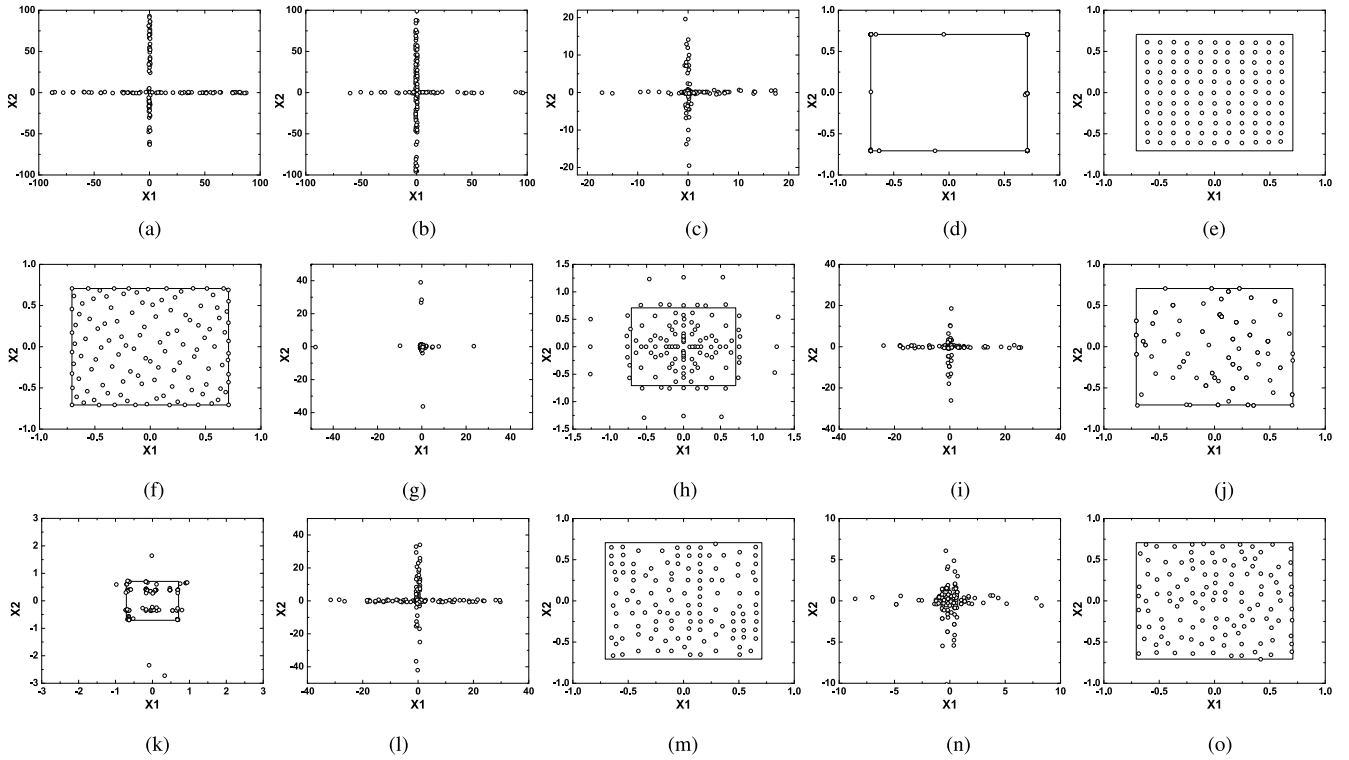 100
50
0
-50
-100
X2
-100 -50 0 50 100
X1
(a)
100
50
0
-50
-100
X2
-100 -50 0 50 100
X1
(b)
20
10
0
-10
-20
X2
-20 -10 0 10 20
X1
(c)
1.0
0.5
0.0
-0.5
-1.0
X2
-1.0 -0.5 0.0 0.5 1.0
X1
(d)
1.0
0.5
0.0
-0.5
-1.0
X2
-1.0 -0.5 0.0 0.5 1.0
X1
(e)
1.0
0.5
0.0
-0.5
-1.0
X2
-1.0 -0.5 0.0 0.5 1.0
X1
(f)
40
20
0
-20
-40
X2
-40 -20 0 20 40
X1
(g)
1.5
1.0
0.5
0.0
-0.5
-1.0
-1.5
X2
-1.5 -1.0 -0.5 0.0 0.5 1.0 1.5
X1
(h)
40
20
0
-20
-40
X2
-40 -20 0 20 40
X1
(i)
1.0
0.5
0.0
-0.5
-1.0
X2
-1.0 -0.5 0.0 0.5 1.0
X1
(j)
3
2
1
0
-1
-2
-3
X2
-3 -2 -1 0 1 2 3
X1
(k)
40
20
0
-20
-40
X2
-40 -20 0 20 40
X1
(l)
1.0
0.5
0.0
-0.5
-1.0
X2
-1.0 -0.5 0.0 0.5 1.0
X1
(m)
10
5
0
-5
-10
X2
-10 -5 0 5 10
X1
(n)
1.0
0.5
0.0
-0.5
-1.0
X2
-1.0 -0.5 0.0 0.5 1.0
X1
(o)